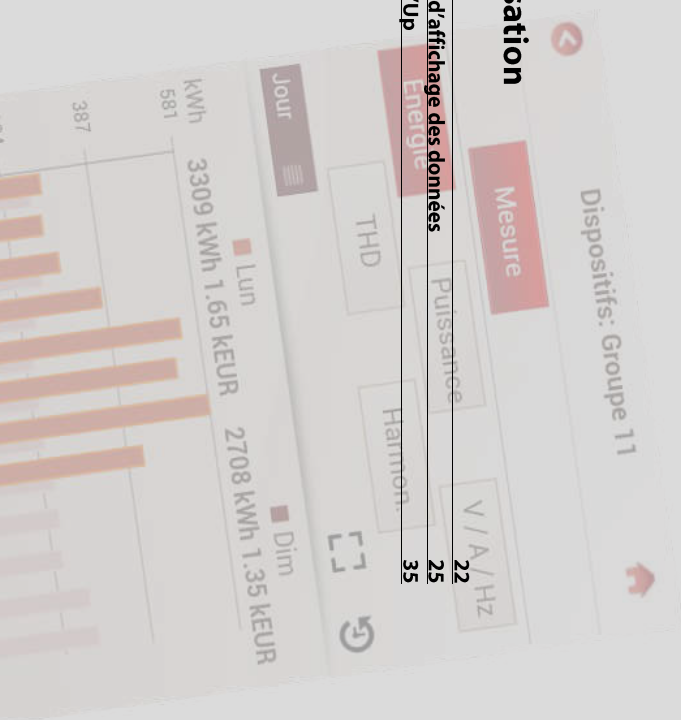 Dispositifs: Groupe 11
sation
Mesure
22
d'affichage des données 25
'Up 35
Energie Puissance V / A / Hz
THD Harmon.
Jour
Lun Dim
3309 kWh 1.65 kEUR 2708 kWh 1.35 kEUR
kWh
581
387